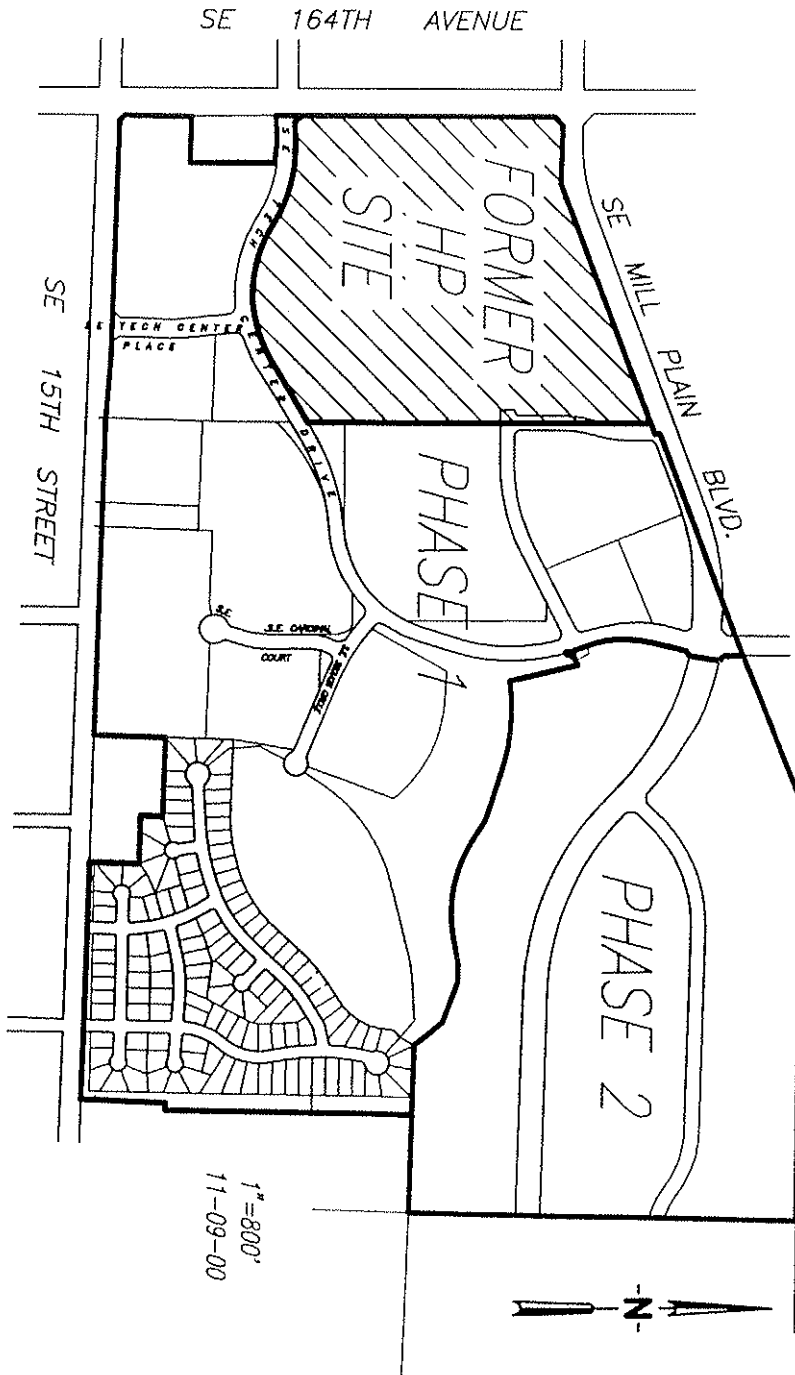 SE 164TH AVENUE
SE MILL PLAIN BLVD.
FORMER
HP
SITE
SE TECH CENTER DRIVE
SE TECH CENTER
PLACE
SE 15TH STREET
PHASE
1
S.E.
S.E. CARDINAL
COURT
PHASE 2
1"=800'
11-09-00
N